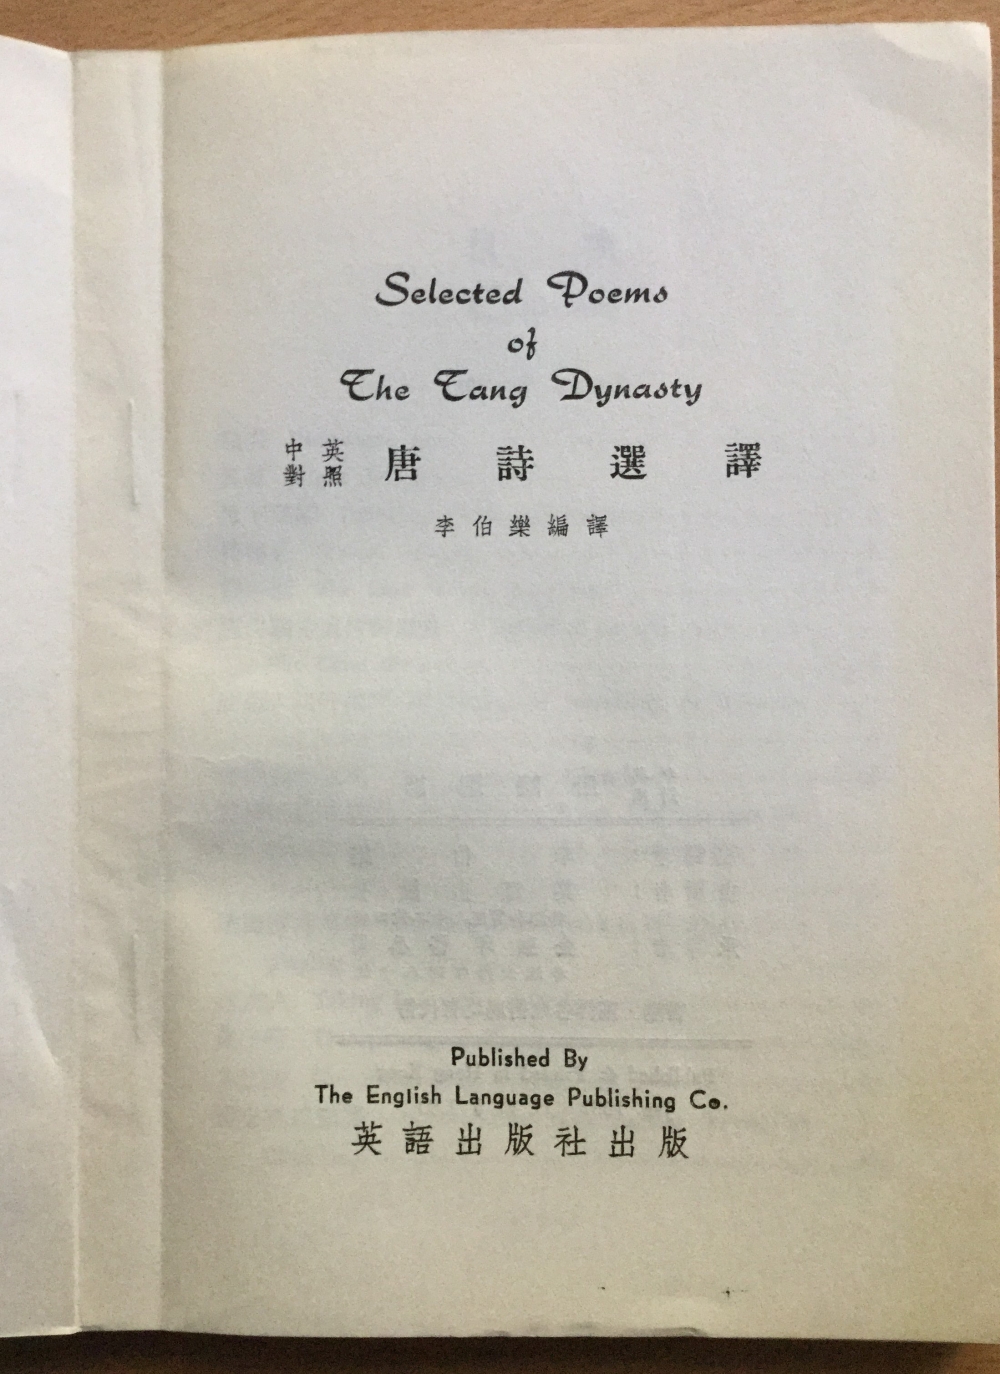 Selected Poems
of
The Tang Dynasty
中英對照 唐詩選譯
李伯樂編譯
Published By
The English Language Publishing Co.
英語出版社出版